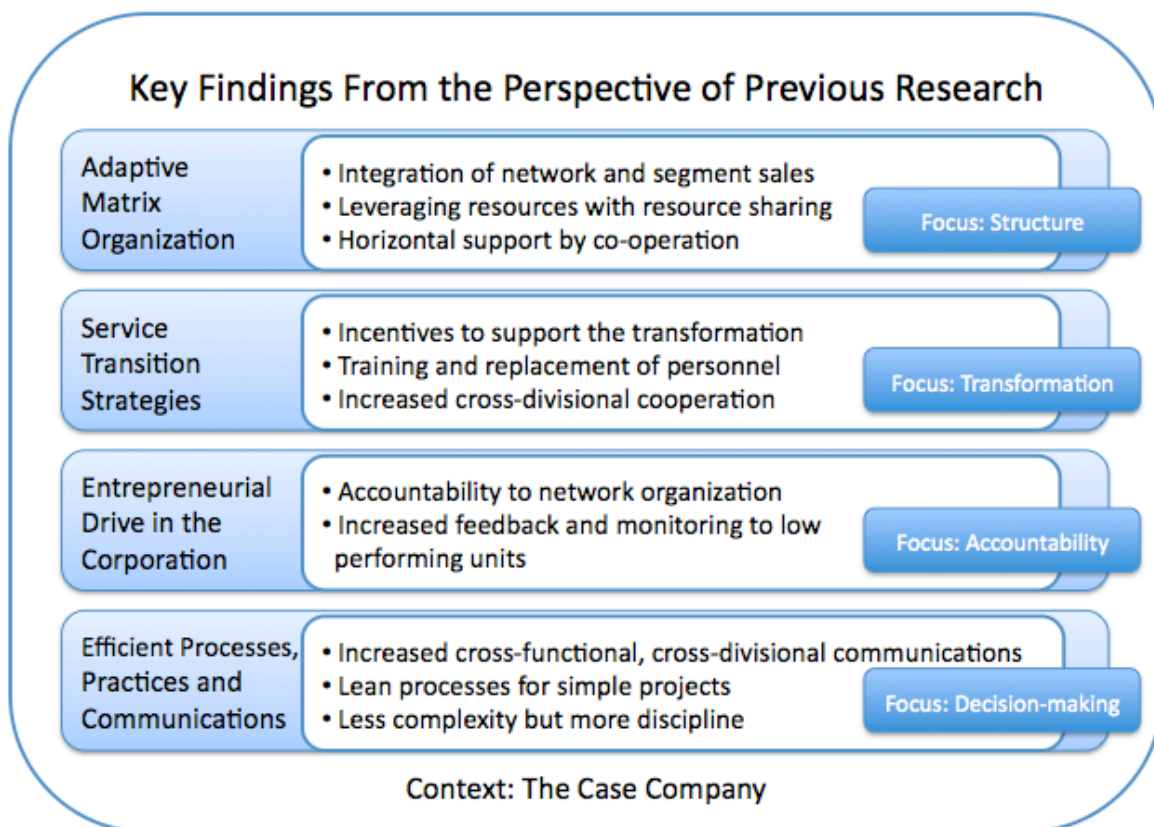 Key Findings From the Perspective of Previous Research
Adaptive
Matrix
Organization
• Integration of network and segment sales
• Leveraging resources with resource sharing
• Horizontal support by co-operation
Focus: Structure
Service
Transition
Strategies
• Incentives to support the transformation
• Training and replacement of personnel
• Increased cross-divisional cooperation
Focus: Transformation
Entrepreneurial
Drive in the
Corporation
• Accountability to network organization
• Increased feedback and monitoring to low
performing units
Focus: Accountability
Efficient Processes,
Practices and
Communications
• Increased cross-functional, cross-divisional communications
• Lean processes for simple projects
• Less complexity but more discipline
Focus: Decision-making
Context: The Case Company